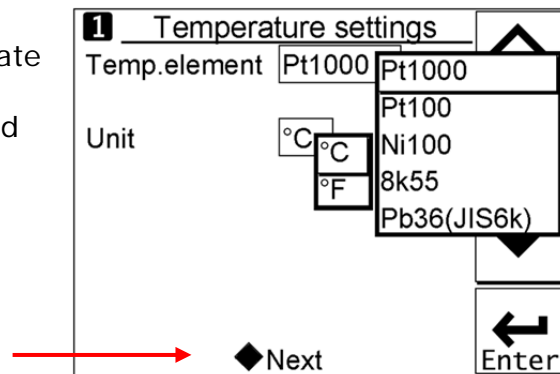 1 Temperature settings
ate
Temp.element Pt1000 Pt1000
d
Pt100
Unit °C °C Ni100
°F 8k55
Pb36(JIS6k)
◆Next Enter